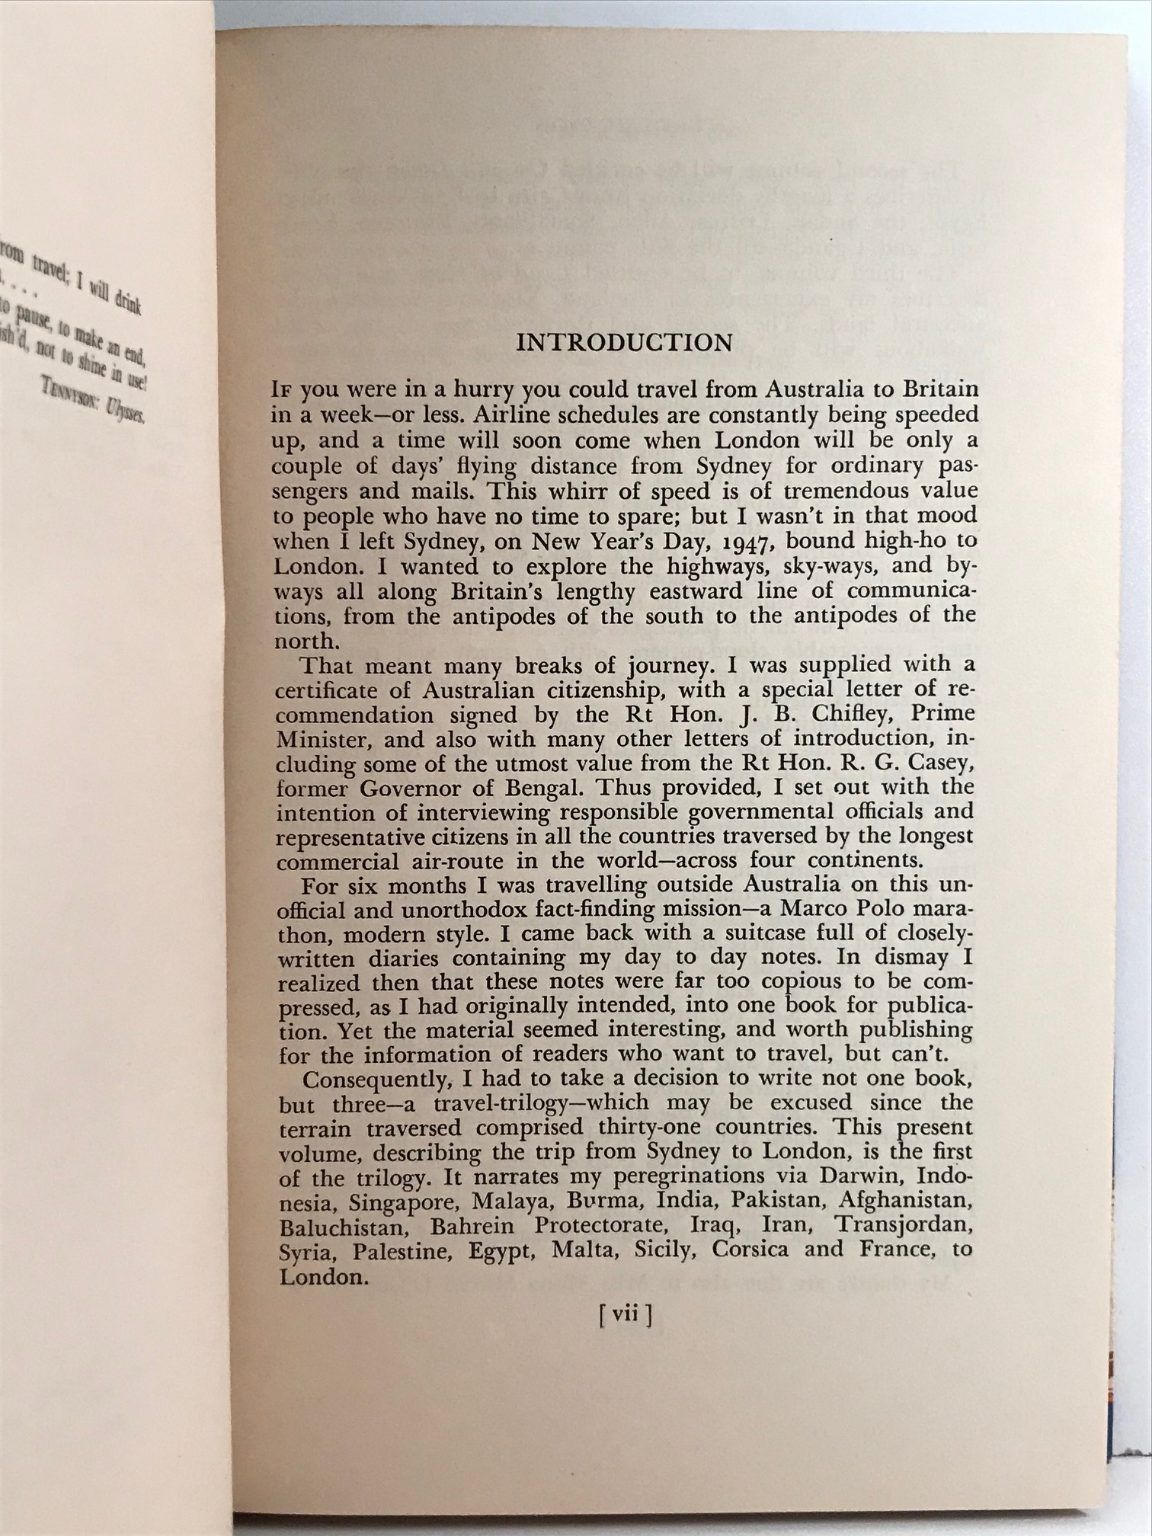 rom travel; I will drink
. . . .
to pause, to make an end,
ish'd, not to shine in use!
TENNYSON: Ulysses.
INTRODUCTION
IF you were in a hurry you could travel from Australia to Britain
in a week—or less. Airline schedules are constantly being speeded
up, and a time will soon come when London will be only a
couple of days' flying distance from Sydney for ordinary pas-
sengers and mails. This whirr of speed is of tremendous value
to people who have no time to spare; but I wasn't in that mood
when I left Sydney, on New Year's Day, 1947, bound high-ho to
London. I wanted to explore the highways, sky-ways, and by-
ways all along Britain's lengthy eastward line of communica-
tions, from the antipodes of the south to the antipodes of the
north.
That meant many breaks of journey. I was supplied with a
certificate of Australian citizenship, with a special letter of re-
commendation signed by the Rt Hon. J. B. Chifley, Prime
Minister, and also with many other letters of introduction, in-
cluding some of the utmost value from the Rt Hon. R. G. Casey,
former Governor of Bengal. Thus provided, I set out with the
intention of interviewing responsible governmental officials and
representative citizens in all the countries traversed by the longest
commercial air-route in the world—across four continents.
For six months I was travelling outside Australia on this un-
official and unorthodox fact-finding mission—a Marco Polo mara-
thon, modern style. I came back with a suitcase full of closely-
written diaries containing my day to day notes. In dismay I
realized then that these notes were far too copious to be com-
pressed, as I had originally intended, into one book for publica-
tion. Yet the material seemed interesting, and worth publishing
for the information of readers who want to travel, but can't.
Consequently, I had to take a decision to write not one book,
but three—a travel-trilogy—which may be excused since the
terrain traversed comprised thirty-one countries. This present
volume, describing the trip from Sydney to London, is the first
of the trilogy. It narrates my peregrinations via Darwin, Indo-
nesia, Singapore, Malaya, Burma, India, Pakistan, Afghanistan,
Baluchistan, Bahrein Protectorate, Iraq, Iran, Transjordan,
Syria, Palestine, Egypt, Malta, Sicily, Corsica and France, to
London.
[ vii ]